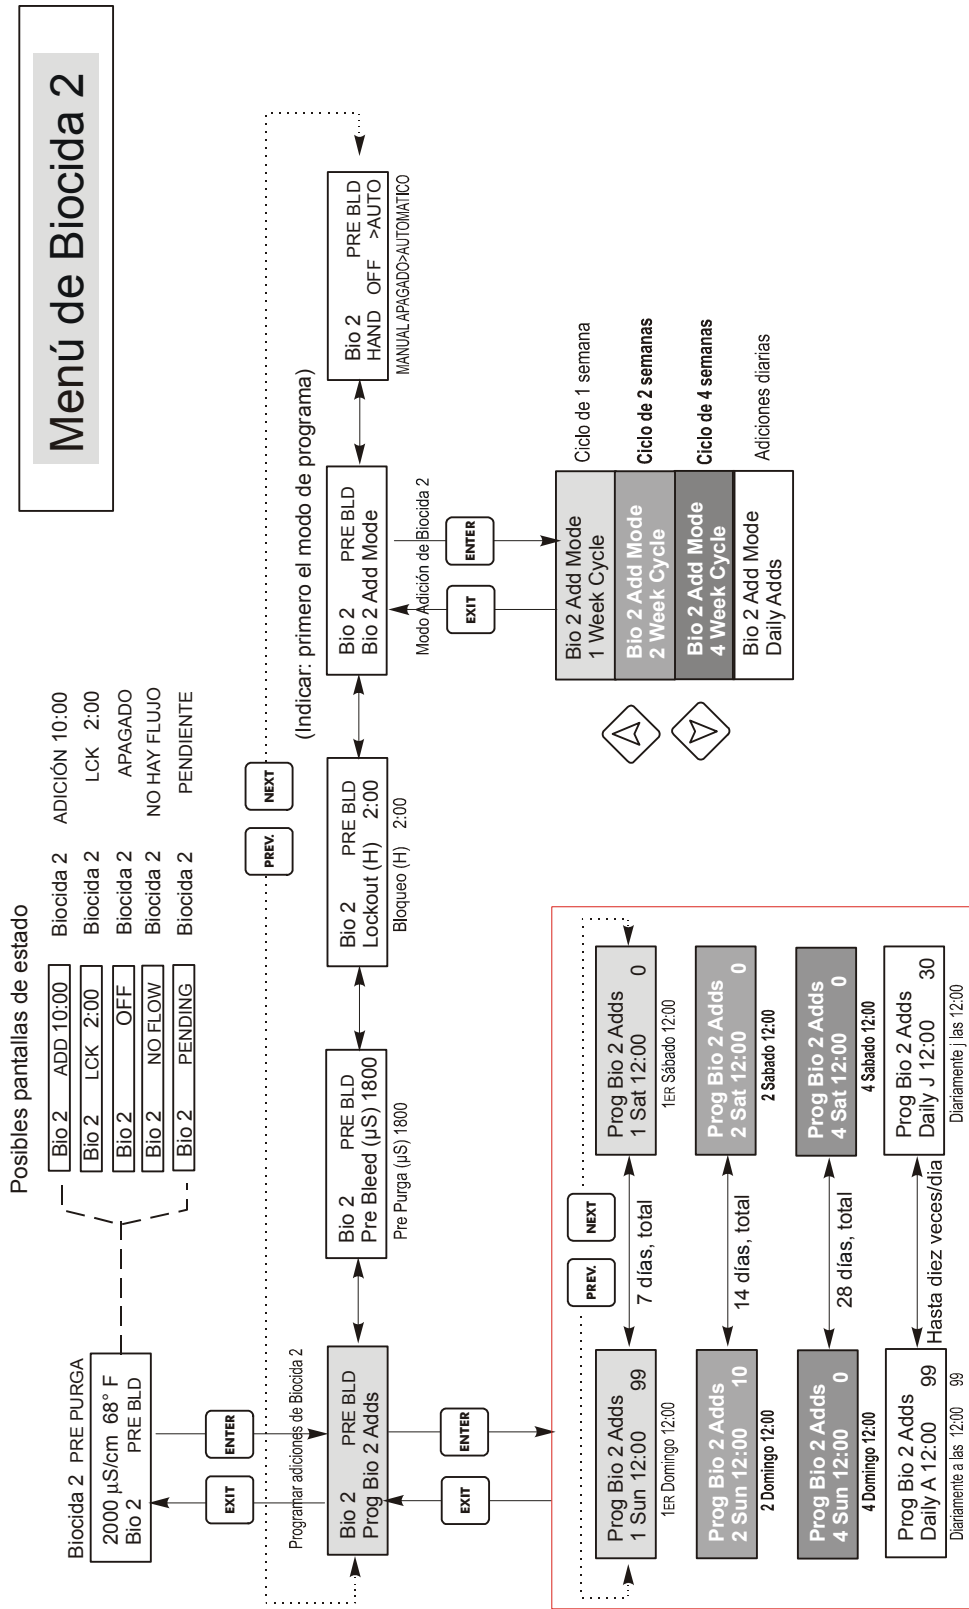 Menú de Biocida 2
Posibles pantallas de estado
Bio 2 ADD 10:00
Biocida 2 ADICIÓN 10:00
Bio 2 LCK 2:00
Biocida 2 LCK 2:00
Bio 2 OFF
Biocida 2 APAGADO
Bio 2 NO FLOW
Biocida 2 NO HAY FLUJO
Bio 2 PENDING
Biocida 2 PENDIENTE
Biocida 2 PRE PURGA
2000 µS/cm 68° F
Bio 2 PRE BLD
EXIT
ENTER
PREV.
NEXT
(Indicar: primero el modo de programa)
Programar adiciones de Biocida 2
Bio 2 PRE BLD
Prog Bio 2 Adds
Bio 2 PRE BLD
Pre Bleed (µS) 1800
Pre Purga (µS) 1800
Bio 2 PRE BLD
Lockout (H) 2:00
Bloqueo (H) 2:00
Bio 2 PRE BLD
Bio 2 Add Mode
Modo Adición de Biocida 2
Bio 2 PRE BLD
HAND OFF >AUTO
MANUAL APAGADO>AUTOMATICO
EXIT
ENTER
EXIT
ENTER
Bio 2 Add Mode
1 Week Cycle
Ciclo de 1 semana
Bio 2 Add Mode
2 Week Cycle
Ciclo de 2 semanas
Bio 2 Add Mode
4 Week Cycle
Ciclo de 4 semanas
Bio 2 Add Mode
Daily Adds
Adiciones diarias
PREV.
NEXT
Prog Bio 2 Adds
1 Sun 12:00 99
1ER Domingo 12:00
7 días, total
Prog Bio 2 Adds
1 Sat 12:00 0
1ER Sábado 12:00
Prog Bio 2 Adds
2 Sun 12:00 10
2 Domingo 12:00
14 días, total
Prog Bio 2 Adds
2 Sat 12:00 0
2 Sabado 12:00
Prog Bio 2 Adds
4 Sun 12:00 0
4 Domingo 12:00
28 días, total
Prog Bio 2 Adds
4 Sat 12:00 0
4 Sabado 12:00
Prog Bio 2 Adds
Daily A 12:00 99
Diariamente a las 12:00 99
Hasta diez veces/dia
Prog Bio 2 Adds
Daily J 12:00 30
Diariamente j las 12:00